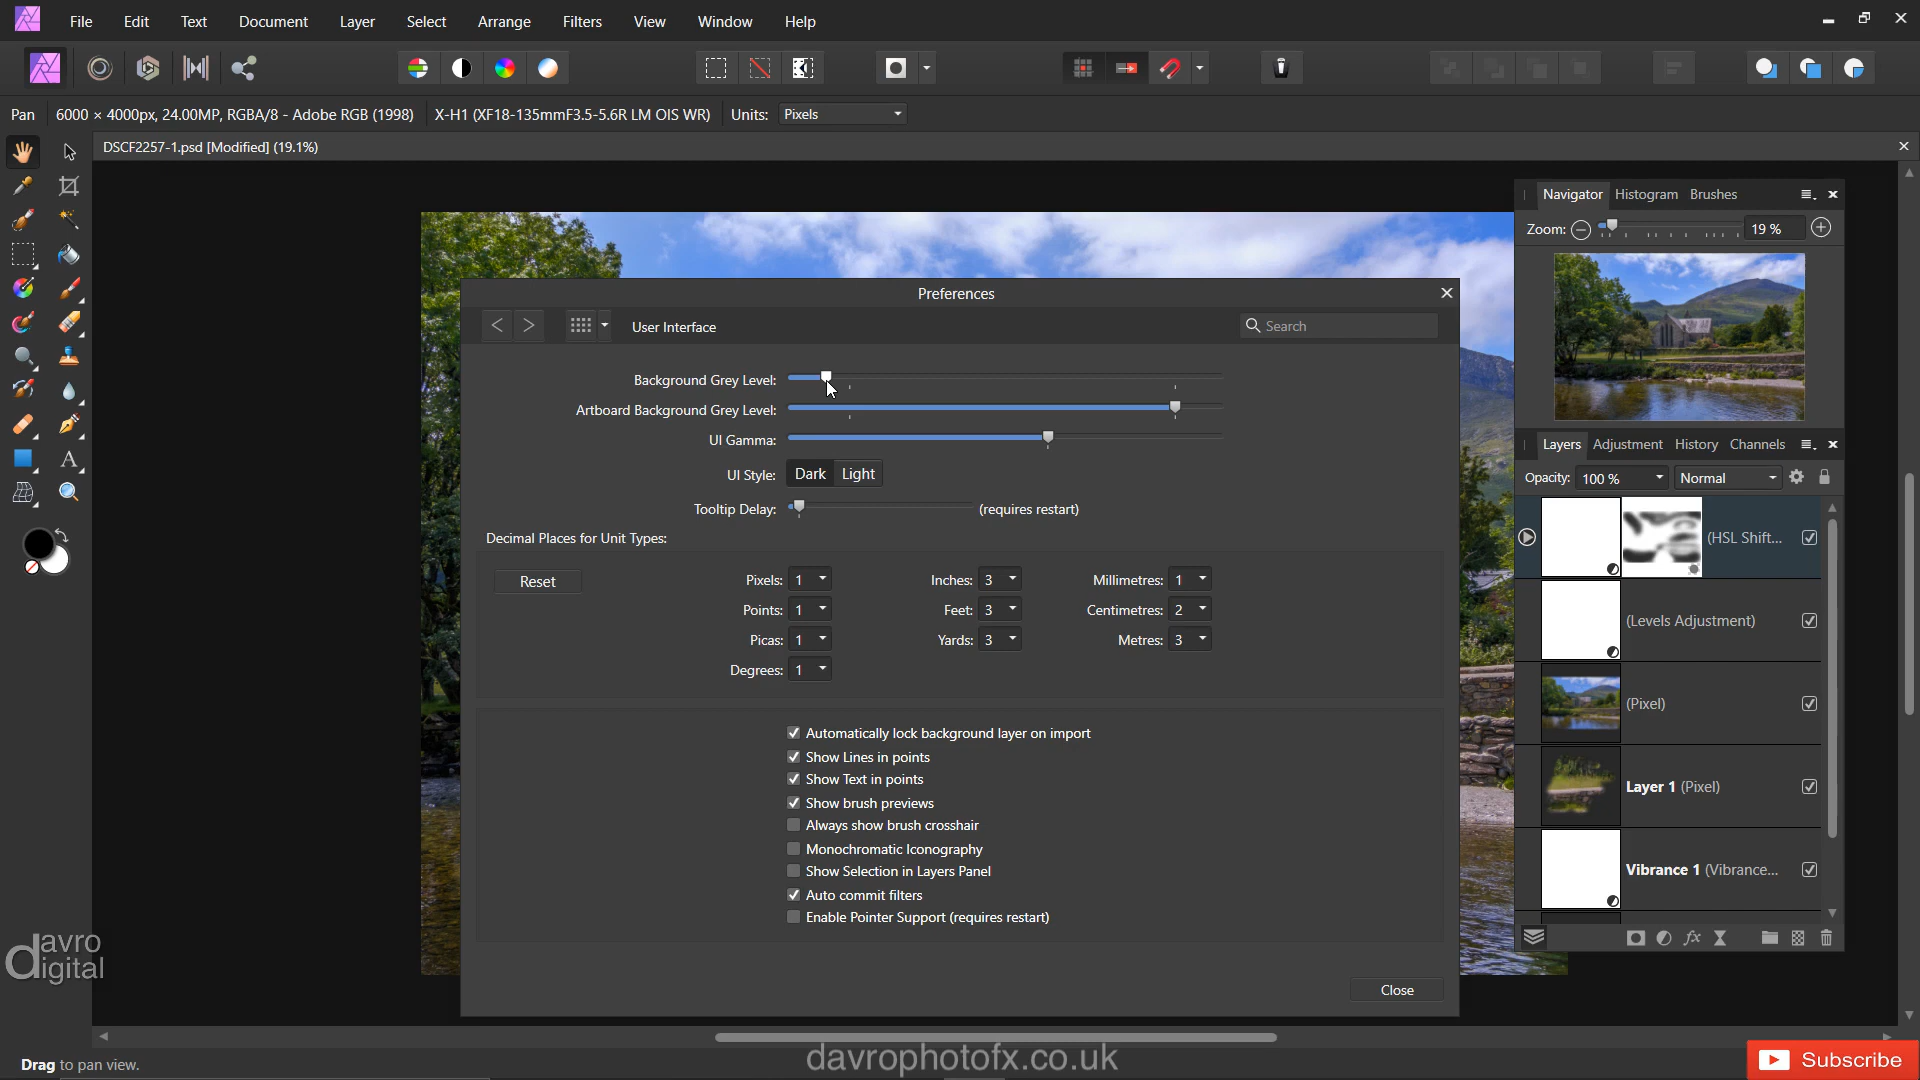 File Edit Text Document Layer Select Arrange Filters View Window Help
Pan 6000 × 4000px, 24.00MP, RGBA/8 - Adobe RGB (1998) X-H1 (XF18-135mmF3.5-5.6R LM OIS WR) Units: Pixels
DSCF2257-1.psd [Modified] (19.1%)
Navigator Histogram Brushes
Zoom: 19 %
Preferences
User Interface Search
Background Grey Level:
Artboard Background Grey Level:
UI Gamma:
UI Style: Dark Light
Tooltip Delay: (requires restart)
Decimal Places for Unit Types:
Reset
Pixels: 1 Inches: 3 Millimetres: 1
Points: 1 Feet: 3 Centimetres: 2
Picas: 1 Yards: 3 Metres: 3
Degrees: 1
Automatically lock background layer on import
Show Lines in points
Show Text in points
Show brush previews
Always show brush crosshair
Monochromatic Iconography
Show Selection in Layers Panel
Auto commit filters
Enable Pointer Support (requires restart)
Close
Layers Adjustment History Channels
Opacity: 100 % Normal
(HSL Shift...
(Levels Adjustment)
(Pixel)
Layer 1 (Pixel)
Vibrance 1 (Vibrance...
fx
davro
digital
Drag to pan view.
davrophotofx.co.uk
Subscribe